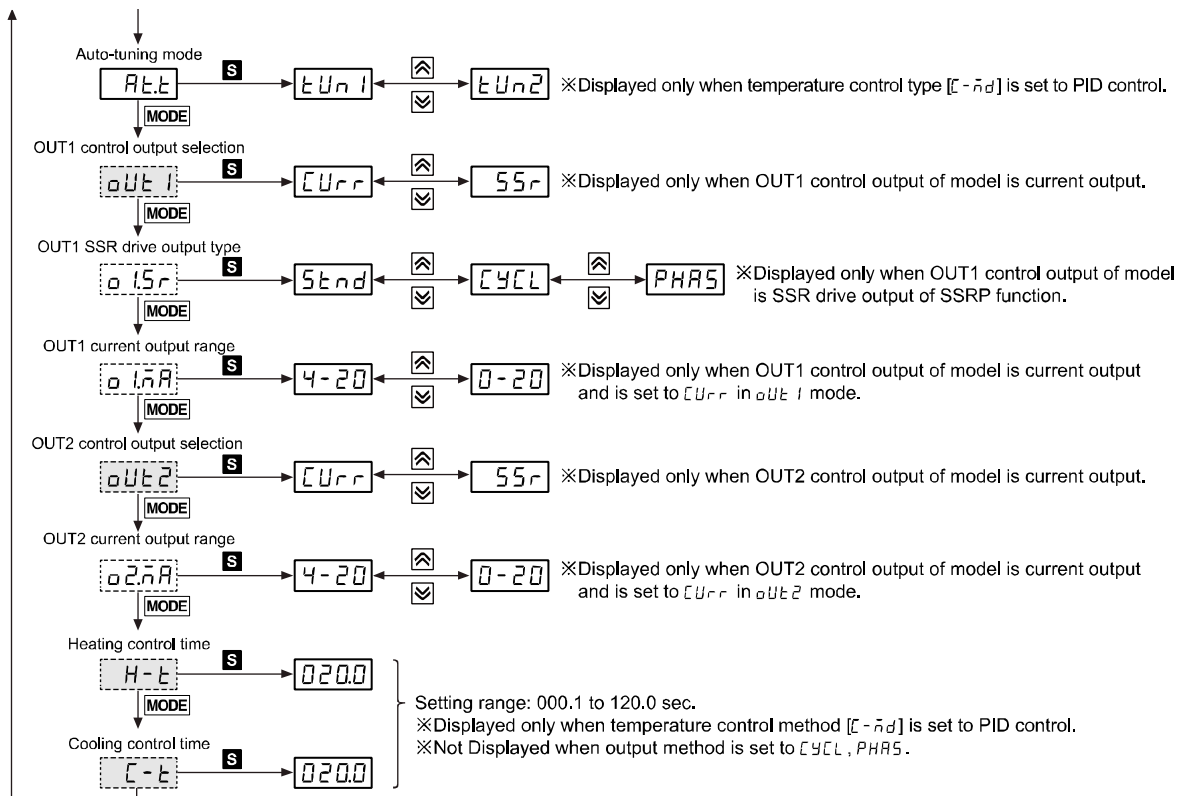 Auto-tuning mode
At.t S tUn1 tUn2 ※Displayed only when temperature control type [C-md] is set to PID control.
MODE
OUT1 control output selection
oUt1 S CUrr SSr ※Displayed only when OUT1 control output of model is current output.
MODE
OUT1 SSR drive output type
o1.Sr S Stnd CYCL PHAS ※Displayed only when OUT1 control output of model
is SSR drive output of SSRP function.
MODE
OUT1 current output range
o1.mA S 4-20 0-20 ※Displayed only when OUT1 control output of model is current output
and is set to CUrr in oUt1 mode.
MODE
OUT2 control output selection
oUt2 S CUrr SSr ※Displayed only when OUT2 control output of model is current output.
MODE
OUT2 current output range
o2.mA S 4-20 0-20 ※Displayed only when OUT2 control output of model is current output
and is set to CUrr in oUt2 mode.
MODE
Heating control time
H-t S 020.0
MODE
Setting range: 000.1 to 120.0 sec.
※Displayed only when temperature control method [C-md] is set to PID control.
※Not Displayed when output method is set to CYCL, PHAS.
Cooling control time
C-t S 020.0